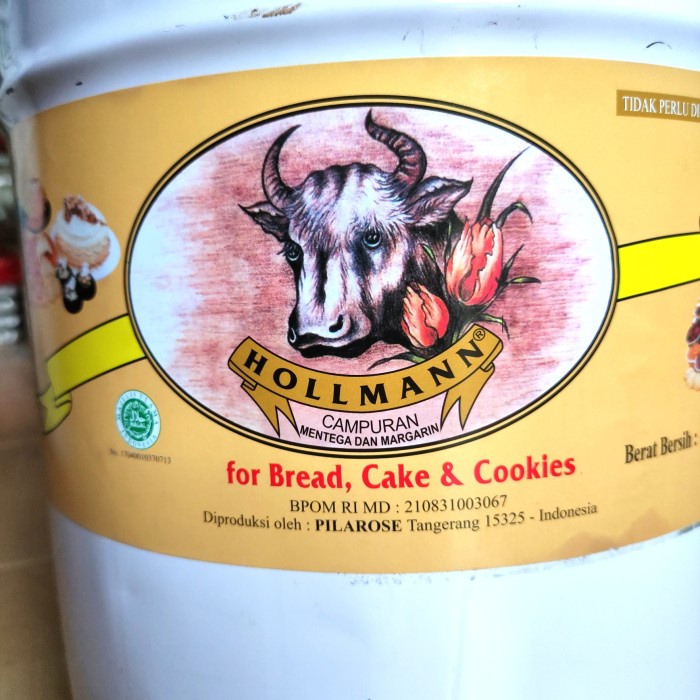 TIDAK PERLU DI
HOLLMANN®
CAMPURAN
MENTEGA DAN MARGARIN
for Bread, Cake & Cookies
Berat Bersih :
BPOM RI MD : 210831003067
Diproduksi oleh : PILAROSE Tangerang 15325 - Indonesia